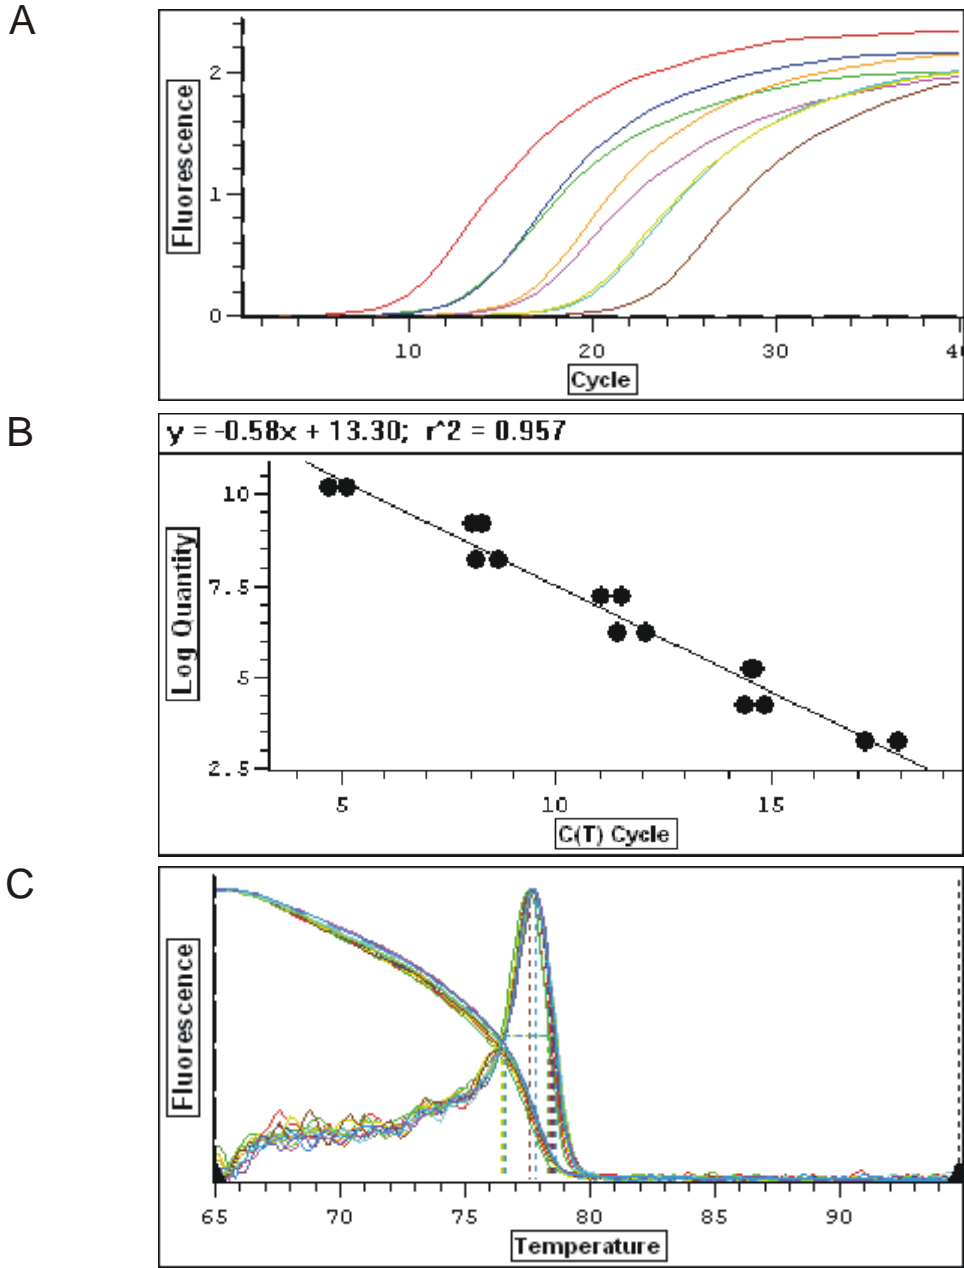 A
Fluorescence
2
1
0
10 20 30 40
Cycle
B
y = -0.58x + 13.30; r^2 = 0.957
Log Quantity
10
7.5
5
2.5
5 10 15
C(T) Cycle
C
Fluorescence
65 70 75 80 85 90
Temperature